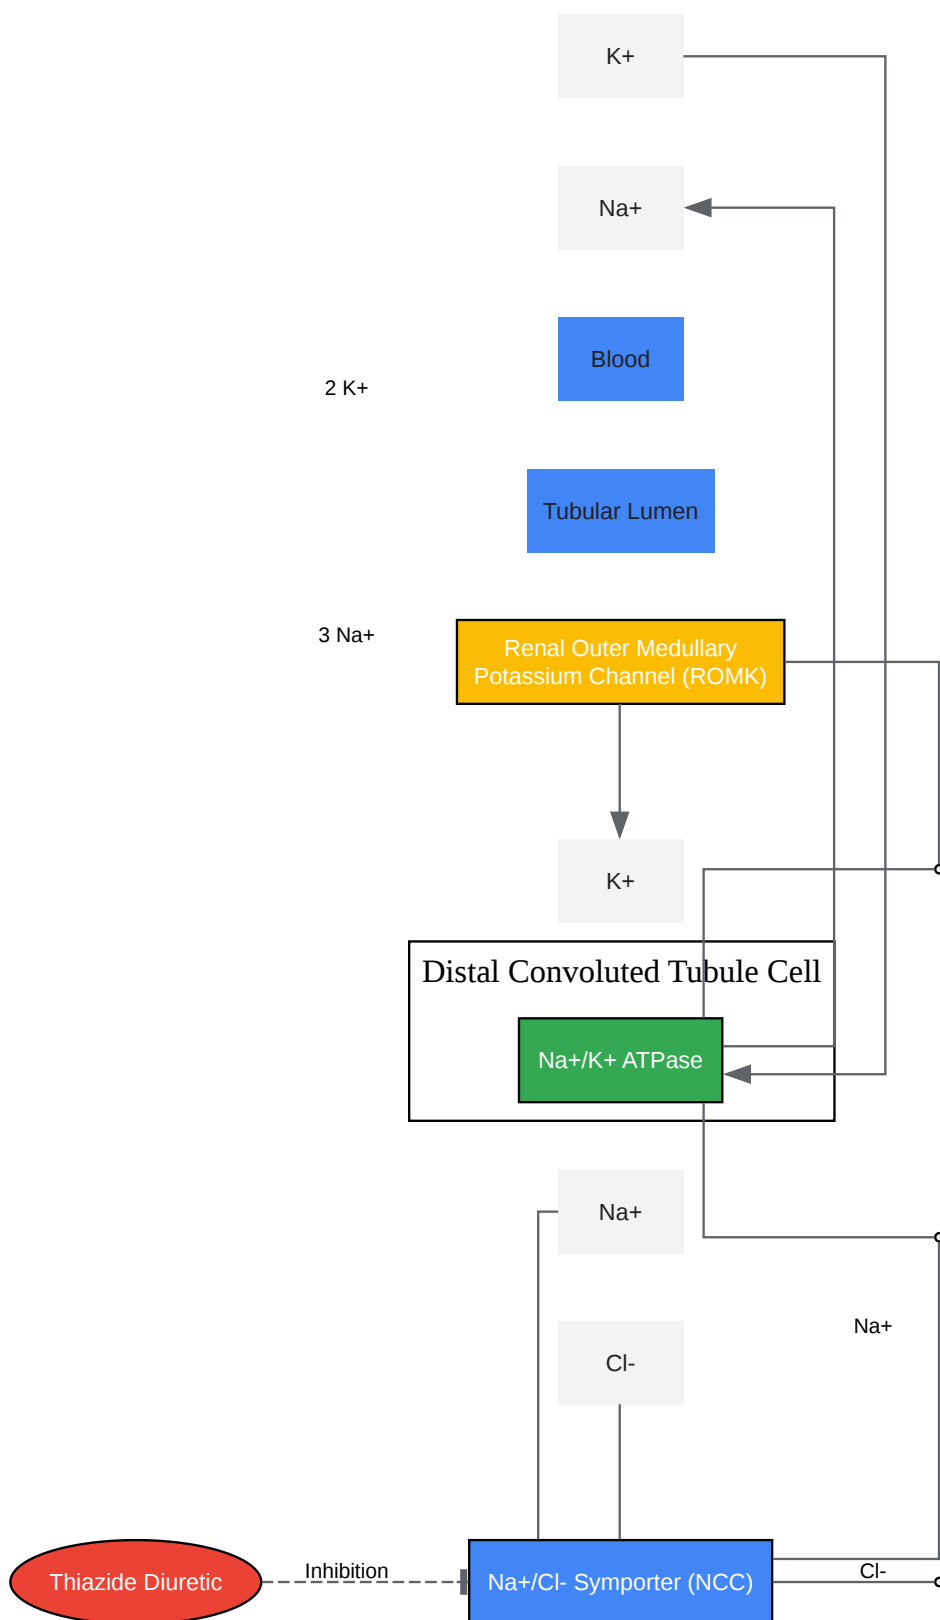 K+
Na+
Blood
2 K+
Tubular Lumen
3 Na+
Renal Outer Medullary
Potassium Channel (ROMK)
K+
Distal Convoluted Tubule Cell
Na+/K+ ATPase
Na+
Na+
Cl-
Thiazide Diuretic
Inhibition
Na+/Cl- Symporter (NCC)
Cl-